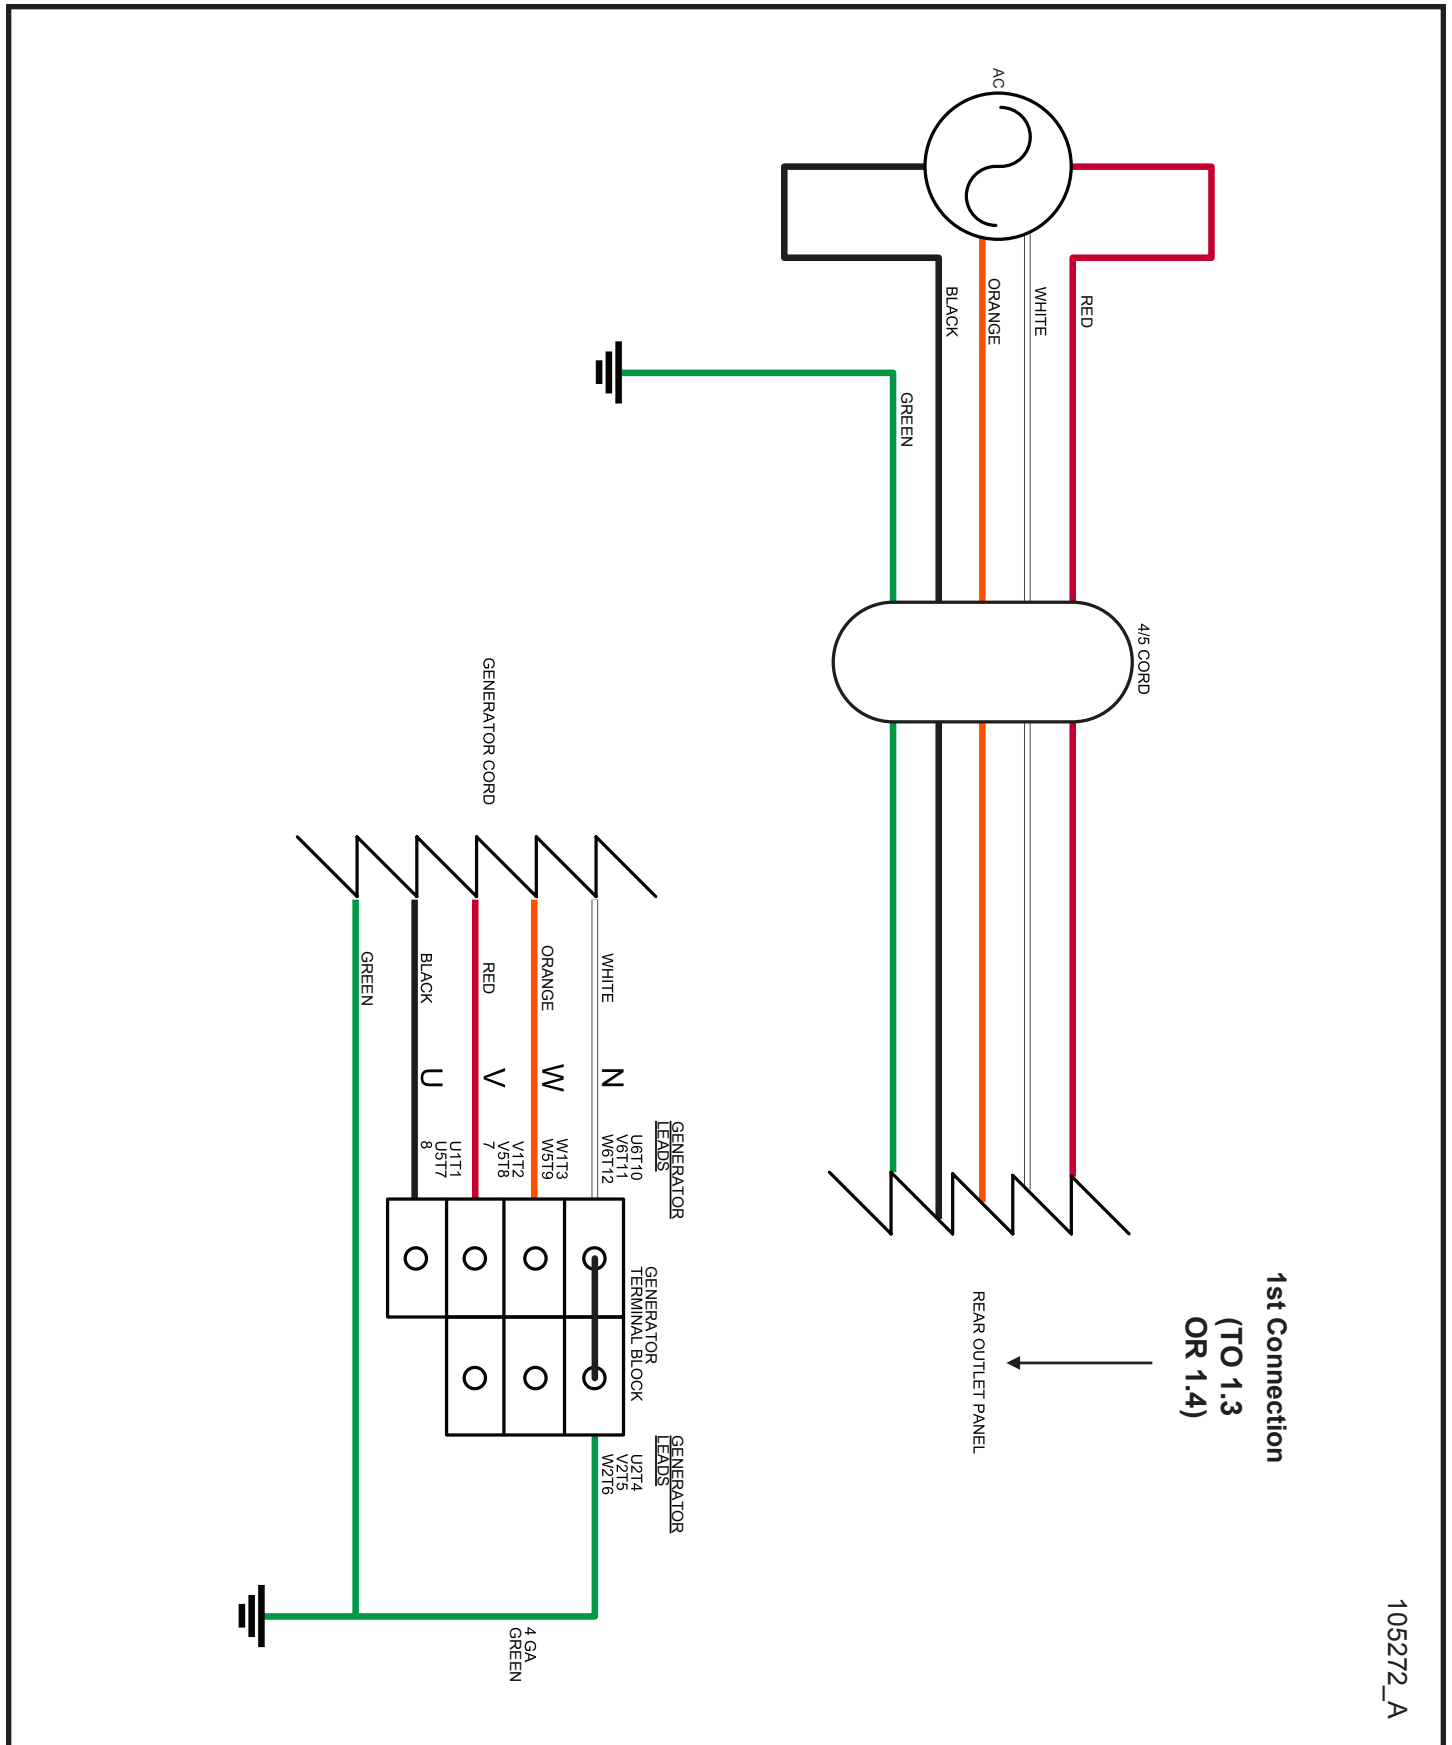 105272_A
1st Connection
(TO 1.3
OR 1.4)
REAR OUTLET PANEL
4/5 CORD
AC
RED
WHITE
ORANGE
BLACK
GREEN
GENERATOR CORD
WHITE
ORANGE
RED
BLACK
GREEN
N
W
V
U
GENERATOR
LEADS
U6T10
V6T11
W6T12
W1T3
W5T9
V1T2
V5T8
7
U1T1
U5T7
8
GENERATOR
TERMINAL BLOCK
GENERATOR
LEADS
U2T4
V2T5
W2T6
4 GA
GREEN